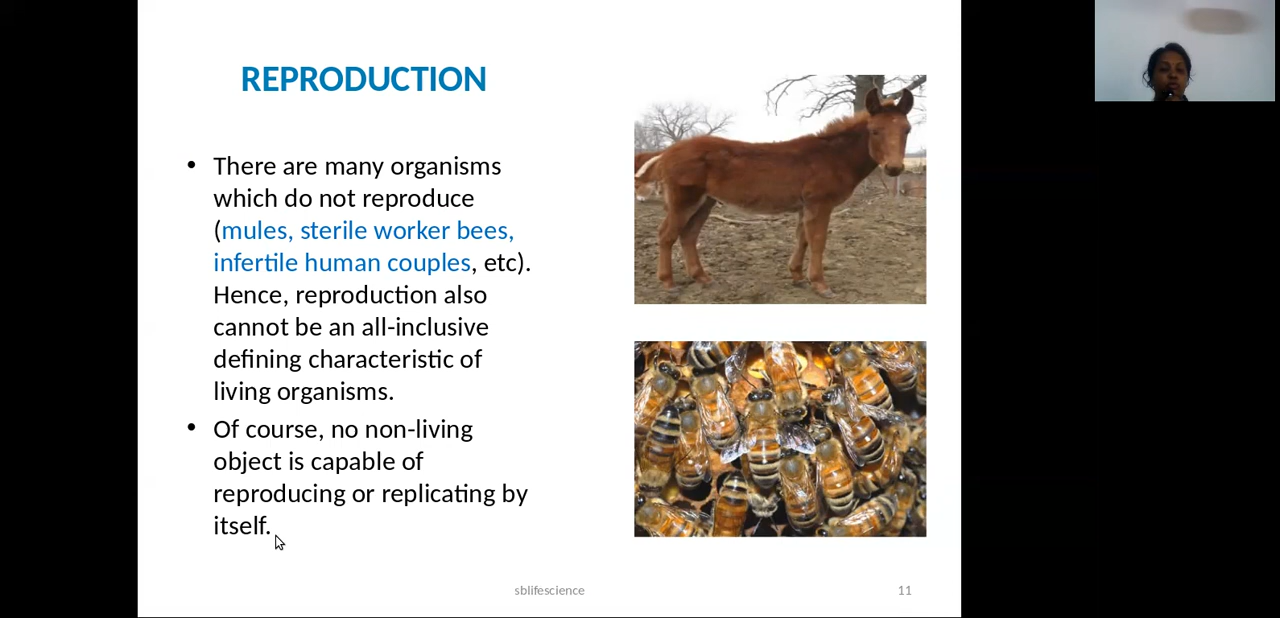 REPRODUCTION
• There are many organisms
which do not reproduce
(mules, sterile worker bees,
infertile human couples, etc).
Hence, reproduction also
cannot be an all-inclusive
defining characteristic of
living organisms.
• Of course, no non-living
object is capable of
reproducing or replicating by
itself.
sblifescience
11